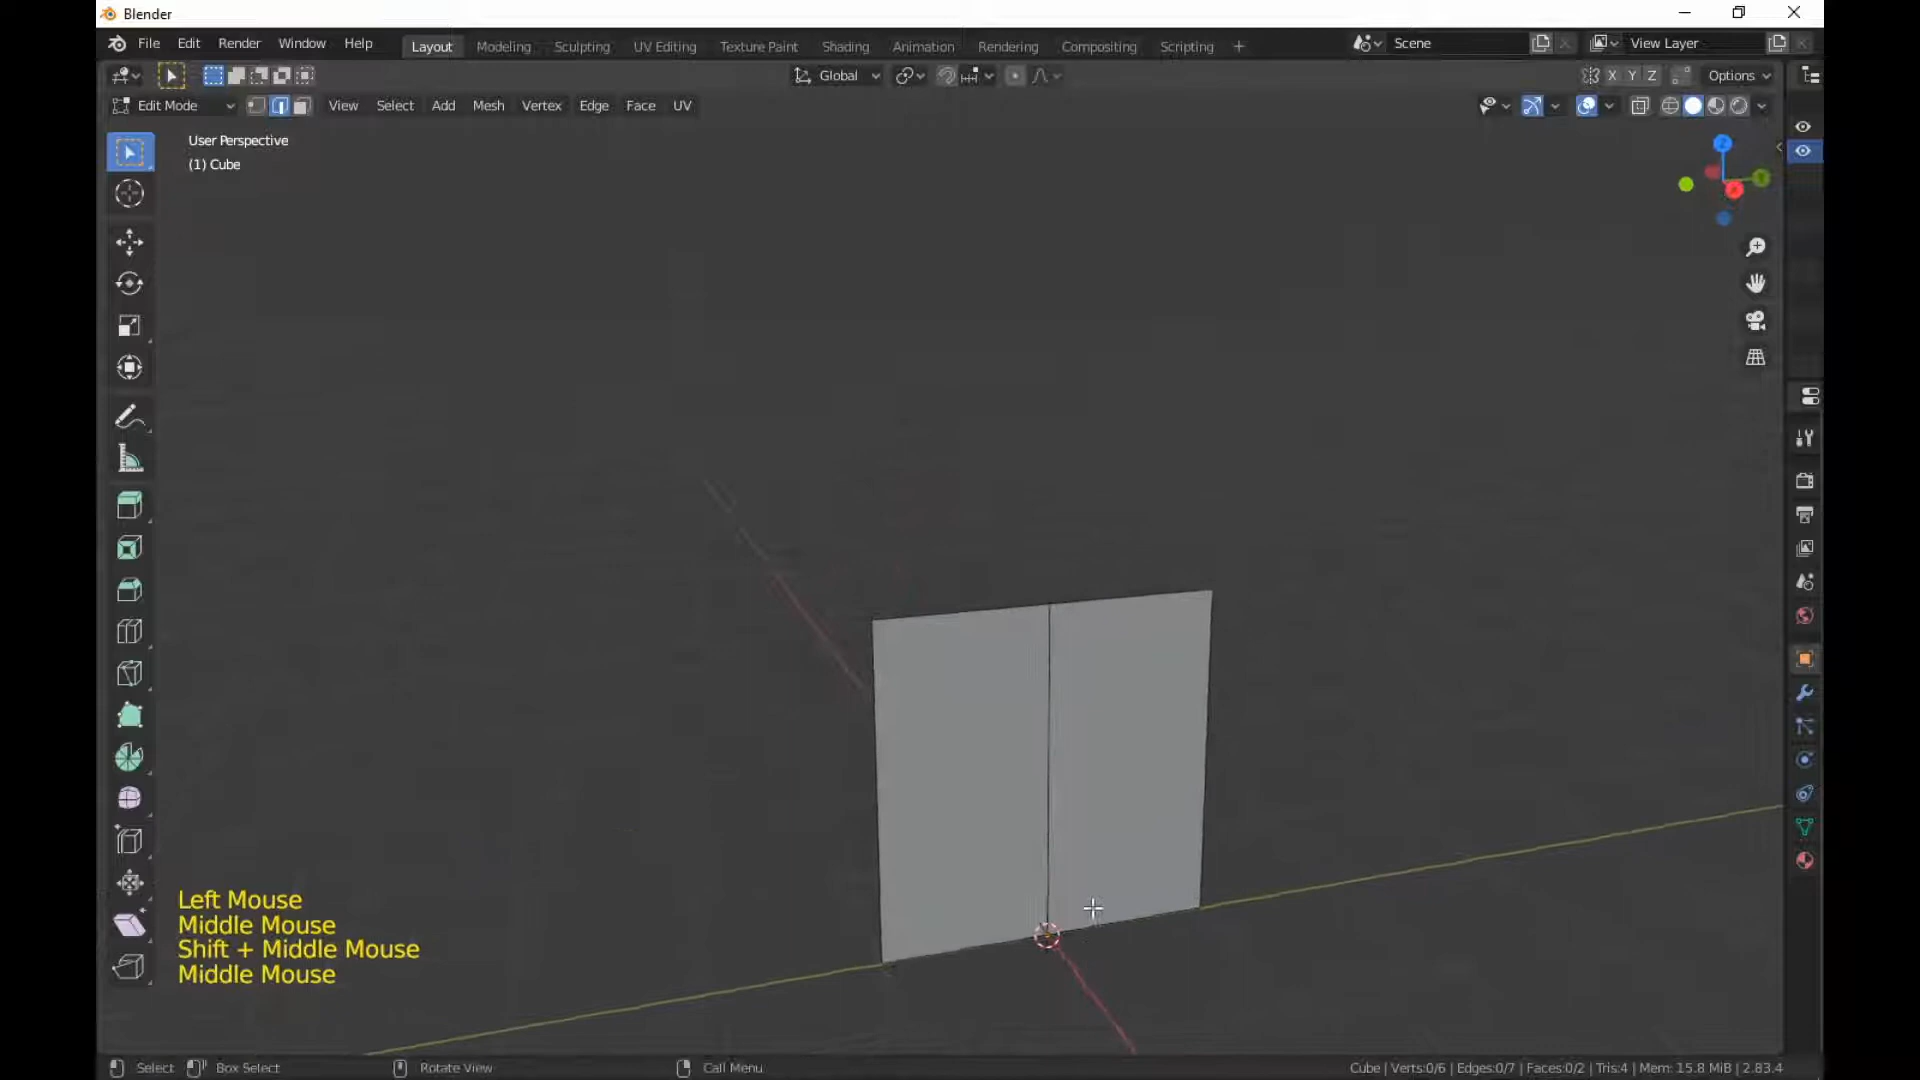 Blender
File Edit Render Window Help Layout Modeling Sculpting UV Editing Texture Paint Shading Animation Rendering Compositing Scripting + Scene View Layer
Global X Y Z Options
Edit Mode View Select Add Mesh Vertex Edge Face UV
User Perspective
(1) Cube
Z
X
Left Mouse
Middle Mouse
Shift + Middle Mouse
Middle Mouse
Select Box Select Rotate View Call Menu Cube | Verts:0/6 | Edges:0/7 | Faces:0/2 | Tris:4 | Mem: 15.8 MiB | 2.83.4